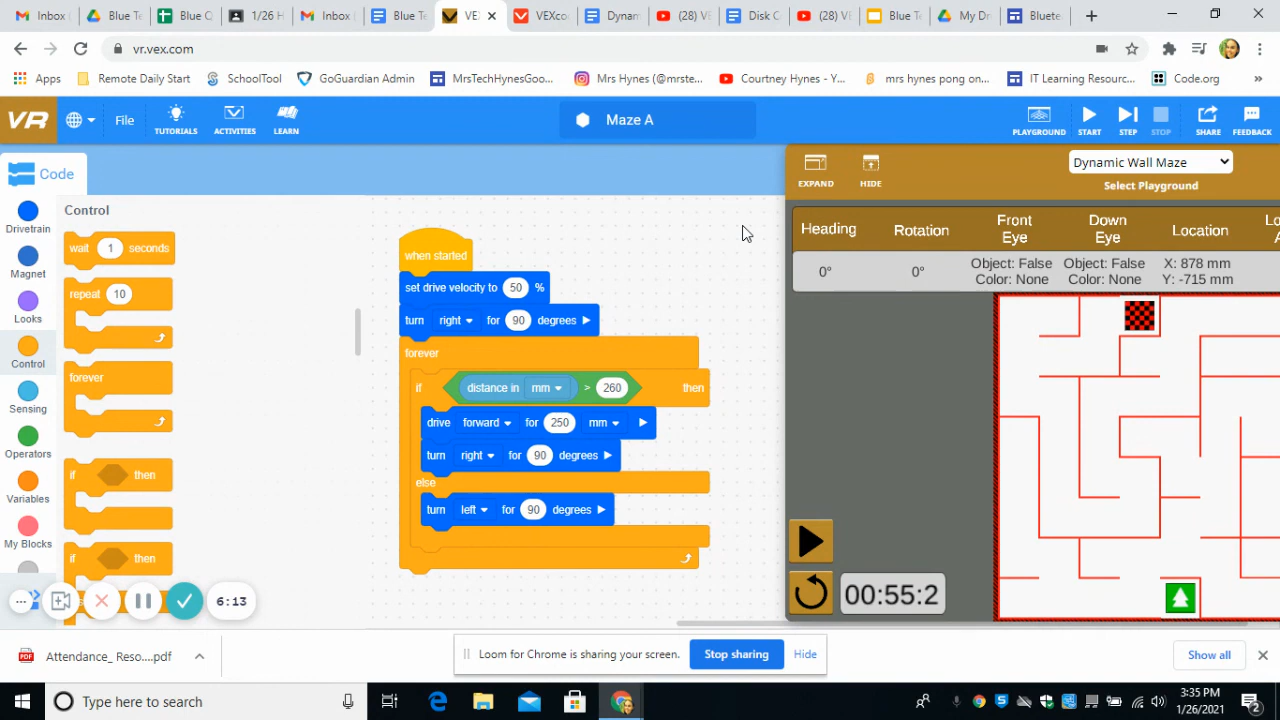 Inbox (
Blue Te
Blue Q
1/26 H
Inbox (
Blue Te
VEX
VEXco
Dynam
(28) V
Disk C
(28) V
Blue Te
My Dr
Bluete
vr.vex.com
Apps
Remote Daily Start
SchoolTool
GoGuardian Admin
MrsTechHynesGoo...
Mrs Hynes (@mrste...
Courtney Hynes - Y...
mrs hynes pong on...
IT Learning Resourc...
Code.org
»
VR
File
TUTORIALS
ACTIVITIES
LEARN
Maze A
PLAYGROUND
START
STEP
STOP
SHARE
FEEDBACK
Code
Drivetrain
Magnet
Looks
Control
Sensing
Operators
Variables
My Blocks
Control
wait 1 seconds
repeat 10
forever
if then
if then
when started
set drive velocity to 50 %
turn right for 90 degrees
forever
if distance in mm > 260 then
drive forward for 250 mm
turn right for 90 degrees
else
turn left for 90 degrees
6:13
EXPAND
HIDE
Dynamic Wall Maze
Select Playground
Heading
Rotation
Front Eye
Down Eye
Location
0°
0°
Object: False
Color: None
Object: False
Color: None
X: 878 mm
Y: -715 mm
00:55:2
Attendance_ Reso....pdf
Loom for Chrome is sharing your screen.
Stop sharing
Hide
Show all
Type here to search
3:35 PM
1/26/2021
2